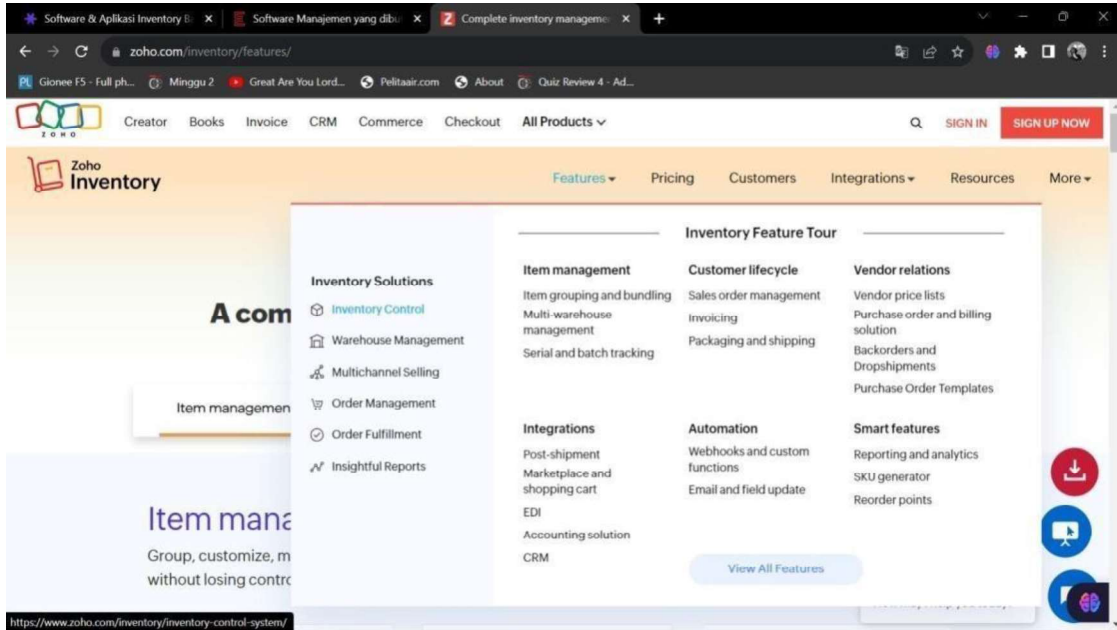 Software & Aplikasi Inventory B
Software Manajemen yang dibu
Complete inventory manageme
zoho.com/inventory/features/
Gionee F5 - Full ph...
Minggu 2
Great Are You Lord...
Pelitaair.com
About
Quiz Review 4 - Ad...
ZOHO
Creator
Books
Invoice
CRM
Commerce
Checkout
All Products
SIGN IN
SIGN UP NOW
Zoho
Inventory
Features
Pricing
Customers
Integrations
Resources
More
Inventory Feature Tour
Inventory Solutions
Inventory Control
Warehouse Management
Multichannel Selling
Order Management
Order Fulfillment
Insightful Reports
Item management
Item grouping and bundling
Multi-warehouse
management
Serial and batch tracking
Customer lifecycle
Sales order management
Invoicing
Packaging and shipping
Vendor relations
Vendor price lists
Purchase order and billing
solution
Backorders and
Dropshipments
Purchase Order Templates
Integrations
Post-shipment
Marketplace and
shopping cart
EDI
Accounting solution
CRM
Automation
Webhooks and custom
functions
Email and field update
Smart features
Reporting and analytics
SKU generator
Reorder points
View All Features
A com
Item managemen
Item mana
Group, customize, m
without losing contro
https://www.zoho.com/inventory/inventory-control-system/